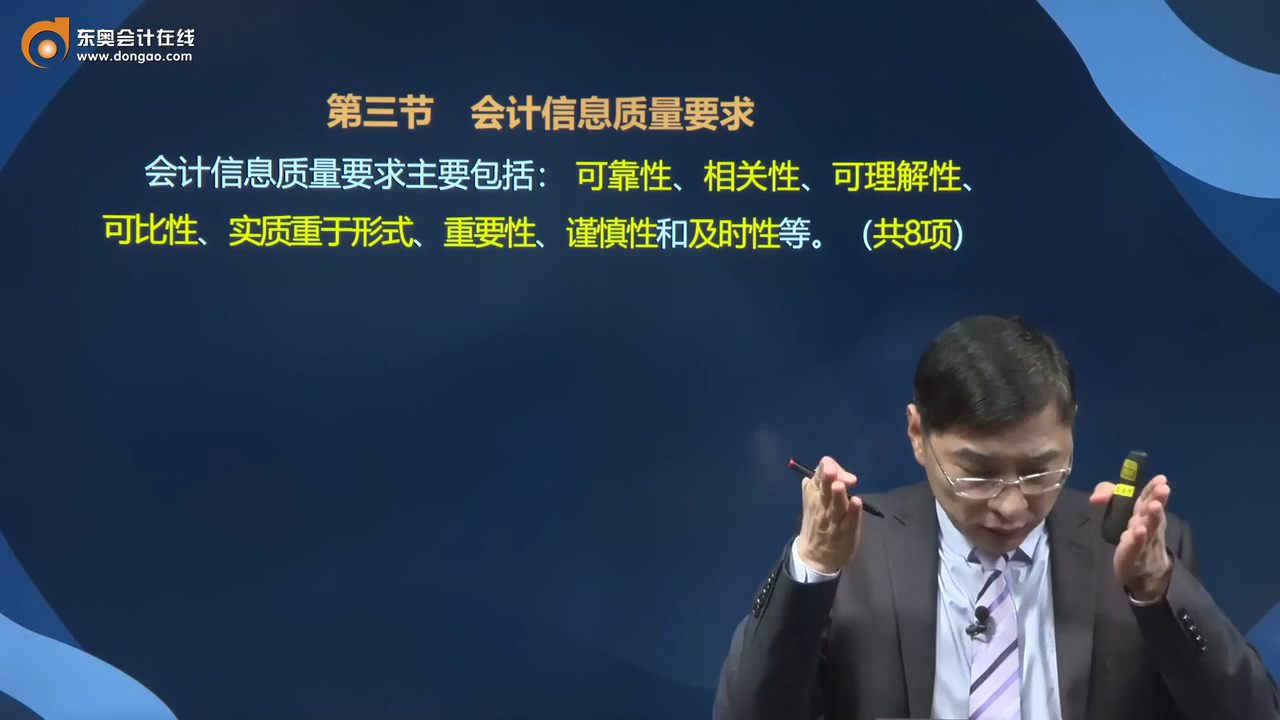 东奥会计在线
www.dongao.com
第三节 会计信息质量要求
会计信息质量要求主要包括：可靠性、相关性、可理解性、
可比性、实质重于形式、重要性、谨慎性和及时性等。（共8项）